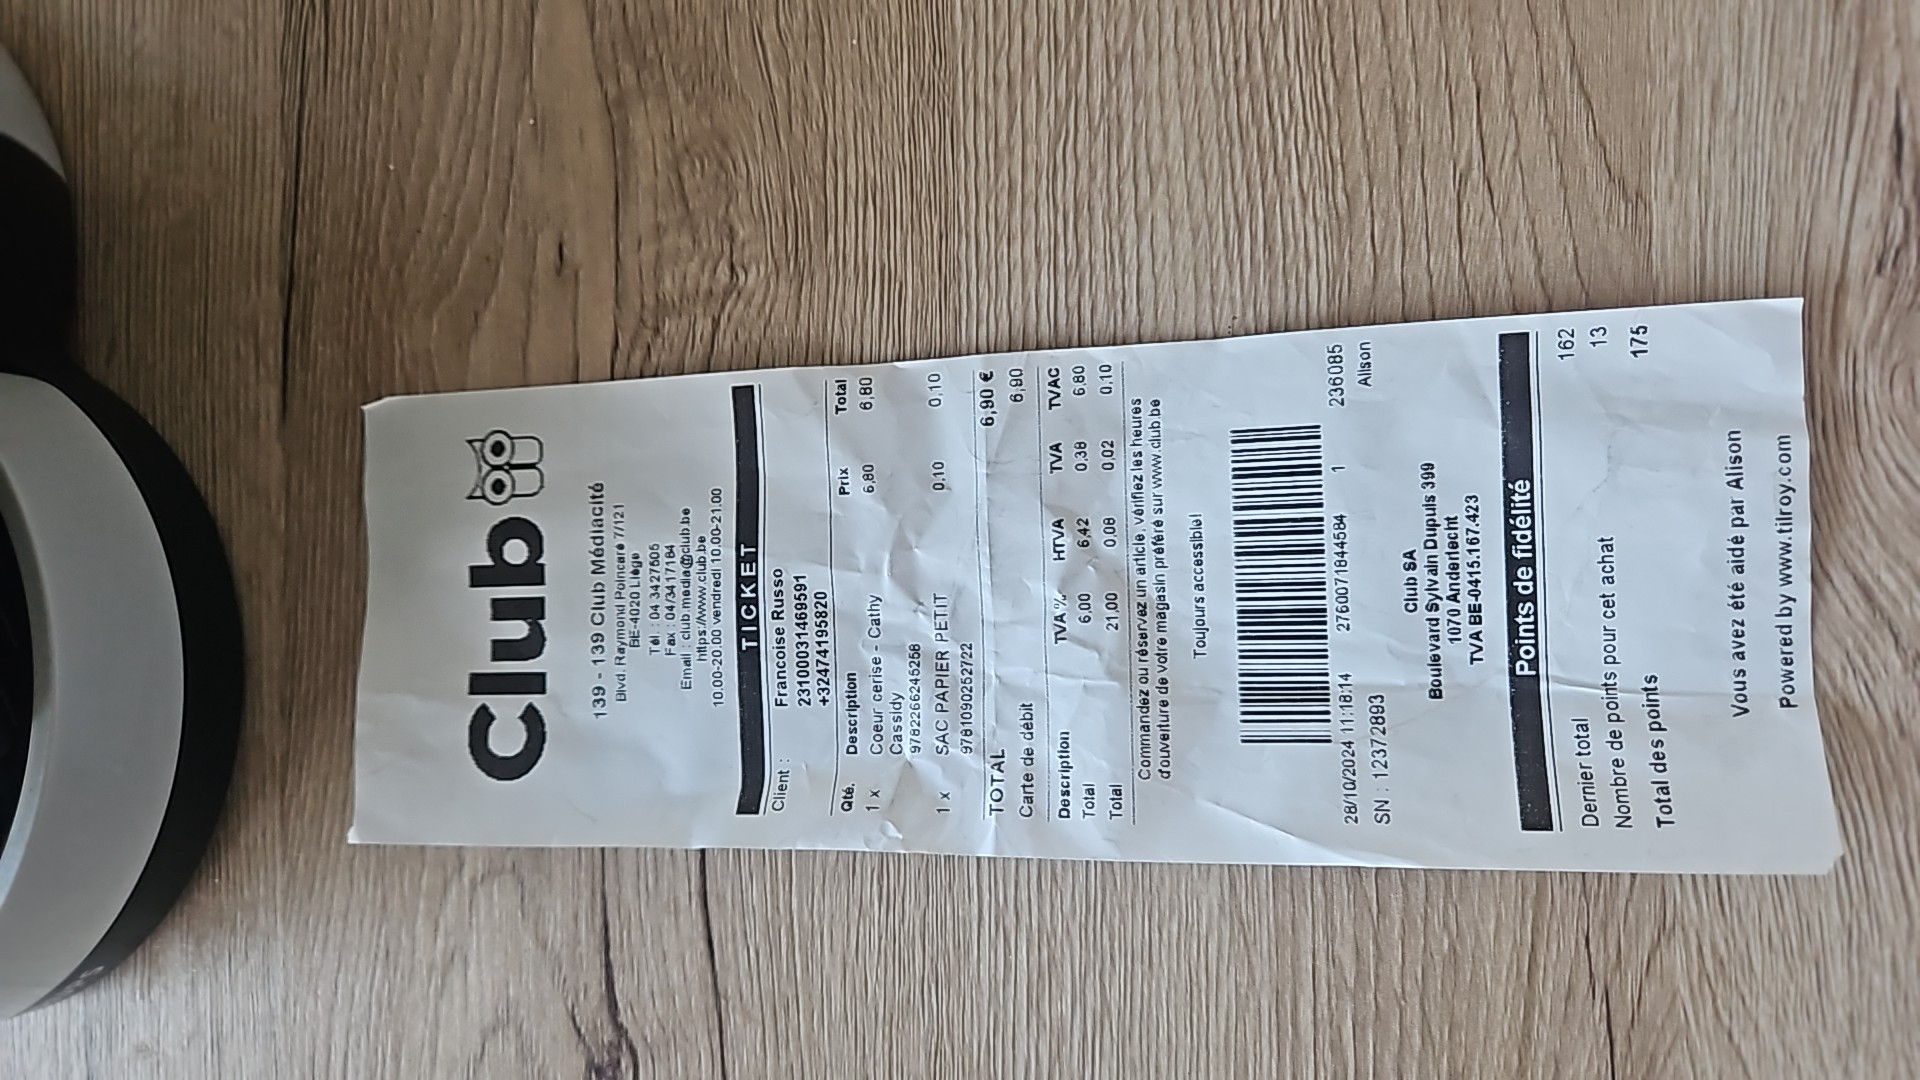 Club
139 - 139 Club Médiacité
Blvd. Raymond Poincaré 7/121
BE-4020 Liège
Tél : 04 3427605
Fax : 04/3417184
Email : club.media@club.be
https://www.club.be
10.00-20.00 vendredi 10.00-21.00
TICKET
Client : Francoise Russo
23100031469591
+32474195820
Qté. Description Prix Total
1 x Coeur cerise - Cathy 6,80 6,80
Cassidy
9782266245258
1 x SAC PAPIER PETIT 0,10 0,10
9781090252722
TOTAL 6,90 €
Carte de débit 6,90
Description TVA% HTVA TVA TVAC
Total 6,00 6,42 0,38 6,80
Total 21,00 0,08 0,02 0,10
Commandez ou réservez un article, vérifiez les heures
d'ouverture de votre magasin préféré sur www.club.be
Toujours accessible!
28/10/2024 11:18:14 2760071844584 1 236085
SN : 12372893 Alison
Club SA
Boulevard Sylvain Dupuis 399
1070 Anderlecht
TVA BE-0415.167.423
Points de fidélité
Dernier total 162
Nombre de points pour cet achat 13
Total des points 175
Vous avez été aidé par Alison
Powered by www.tilroy.com